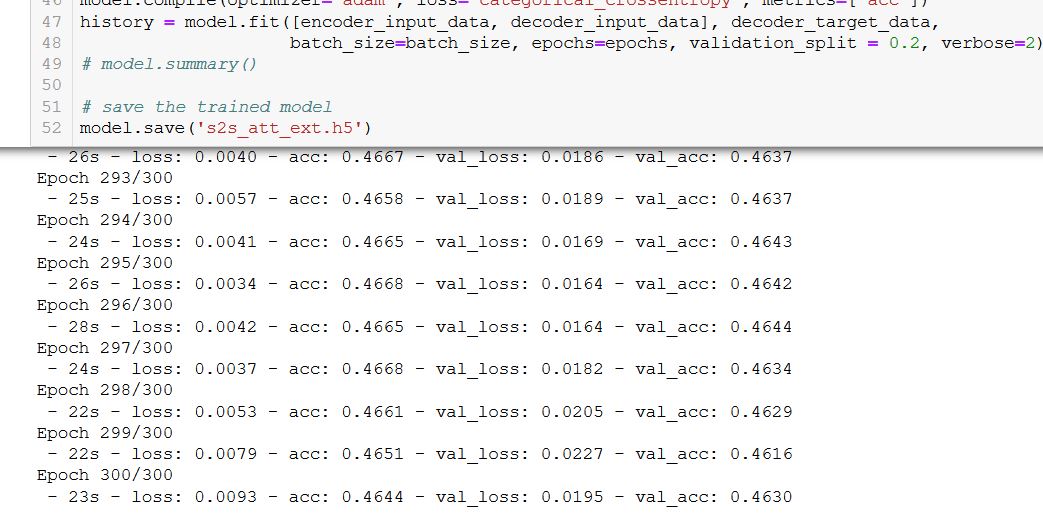 46 model.compile(optimizer='adam', loss='categorical_crossentropy', metrics=['acc'])
47 history = model.fit([encoder_input_data, decoder_input_data], decoder_target_data,
48 batch_size=batch_size, epochs=epochs, validation_split = 0.2, verbose=2)
49 # model.summary()
50
51 # save the trained model
52 model.save('s2s_att_ext.h5')
- 26s - loss: 0.0040 - acc: 0.4667 - val_loss: 0.0186 - val_acc: 0.4637
Epoch 293/300
- 25s - loss: 0.0057 - acc: 0.4658 - val_loss: 0.0189 - val_acc: 0.4637
Epoch 294/300
- 24s - loss: 0.0041 - acc: 0.4665 - val_loss: 0.0169 - val_acc: 0.4643
Epoch 295/300
- 26s - loss: 0.0034 - acc: 0.4668 - val_loss: 0.0164 - val_acc: 0.4642
Epoch 296/300
- 28s - loss: 0.0042 - acc: 0.4665 - val_loss: 0.0164 - val_acc: 0.4644
Epoch 297/300
- 24s - loss: 0.0037 - acc: 0.4668 - val_loss: 0.0182 - val_acc: 0.4634
Epoch 298/300
- 22s - loss: 0.0053 - acc: 0.4661 - val_loss: 0.0205 - val_acc: 0.4629
Epoch 299/300
- 22s - loss: 0.0079 - acc: 0.4651 - val_loss: 0.0227 - val_acc: 0.4616
Epoch 300/300
- 23s - loss: 0.0093 - acc: 0.4644 - val_loss: 0.0195 - val_acc: 0.4630